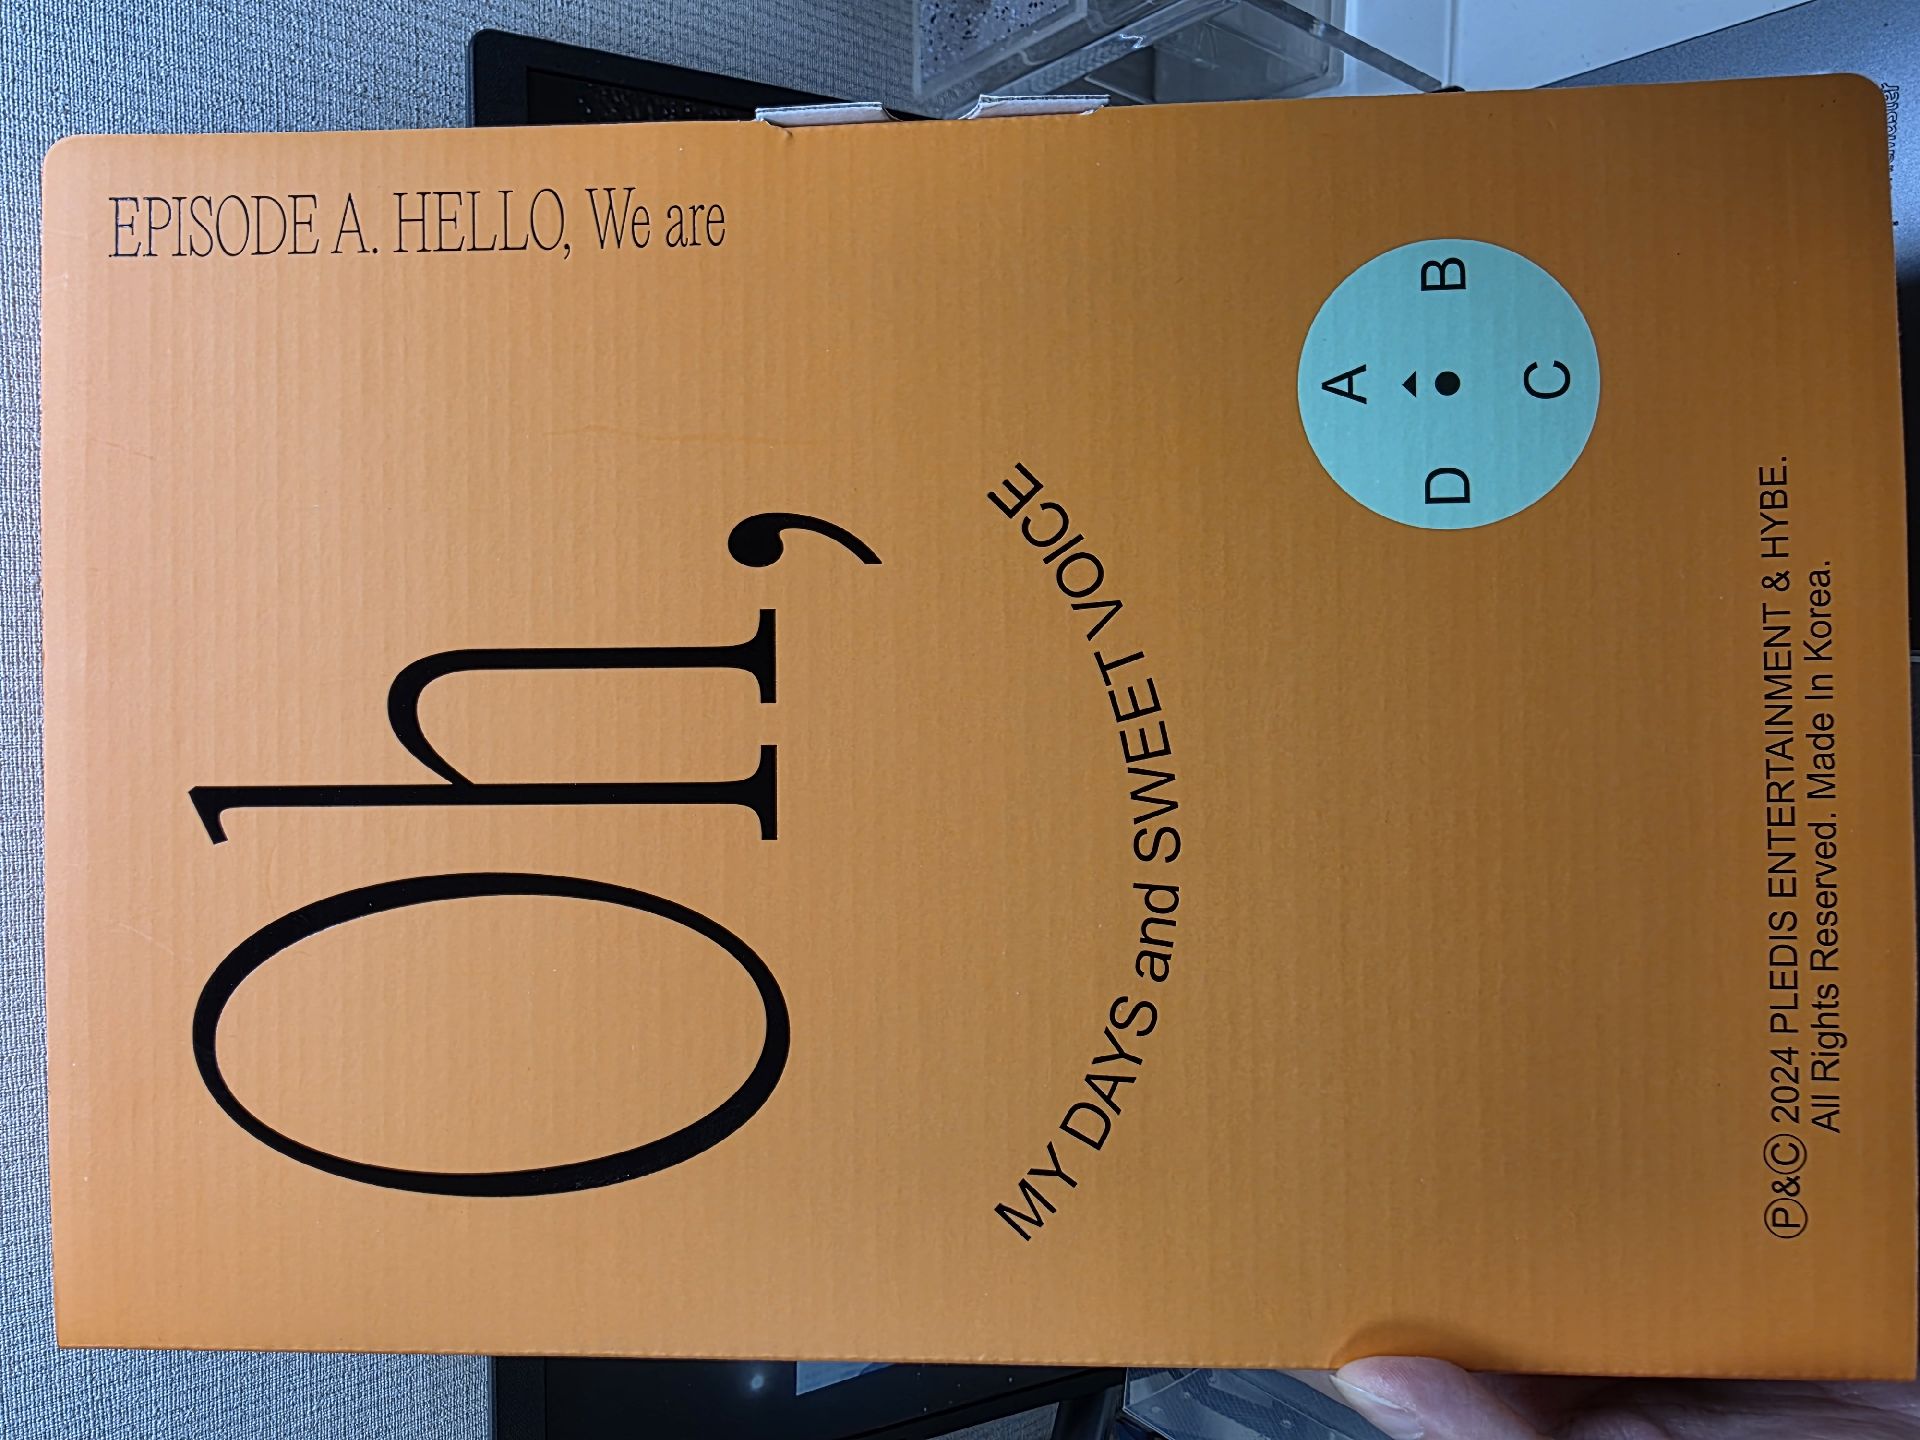 EPISODE A. HELLO, We are
Oh,
MY DAYS and SWEET VOICE
A
D B
C
Ⓟ&Ⓒ 2024 PLEDIS ENTERTAINMENT & HYBE.
All Rights Reserved. Made In Korea.